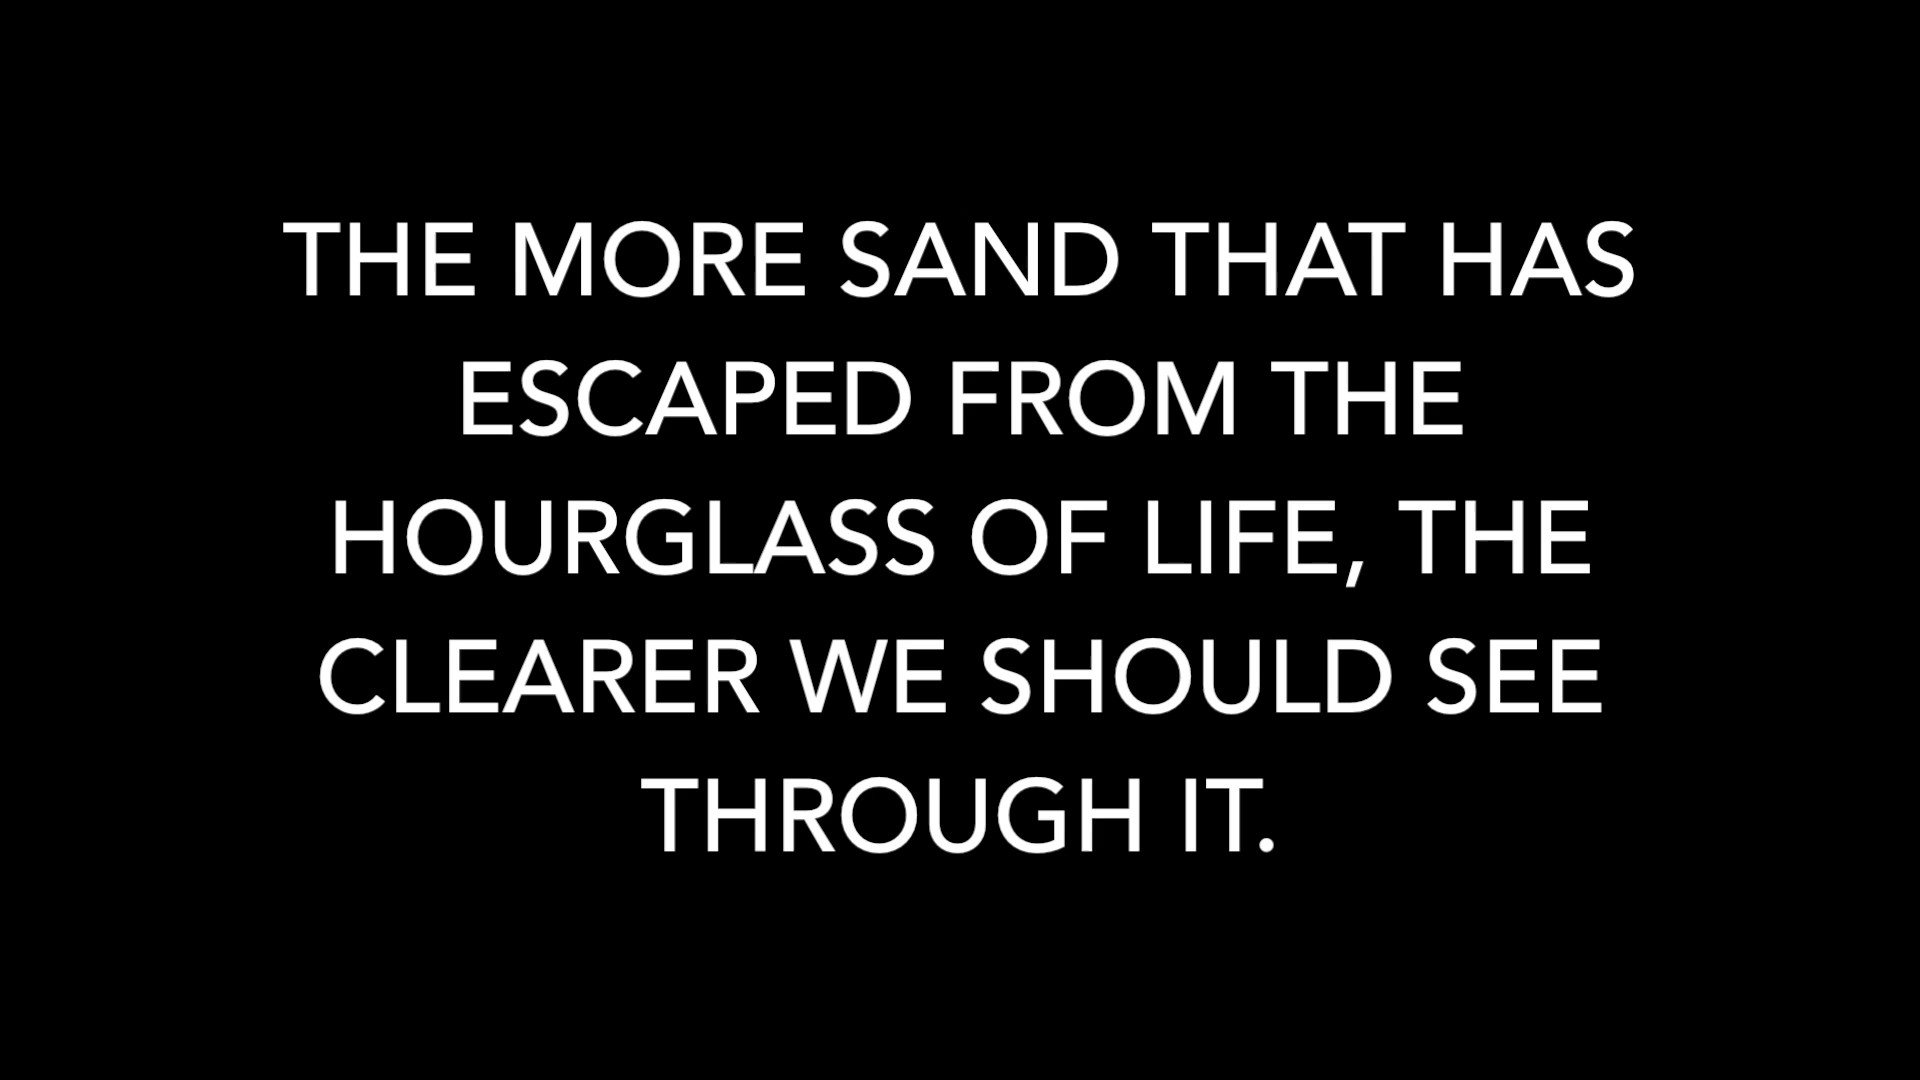 THE MORE SAND THAT HAS
ESCAPED FROM THE
HOURGLASS OF LIFE, THE
CLEARER WE SHOULD SEE
THROUGH IT.